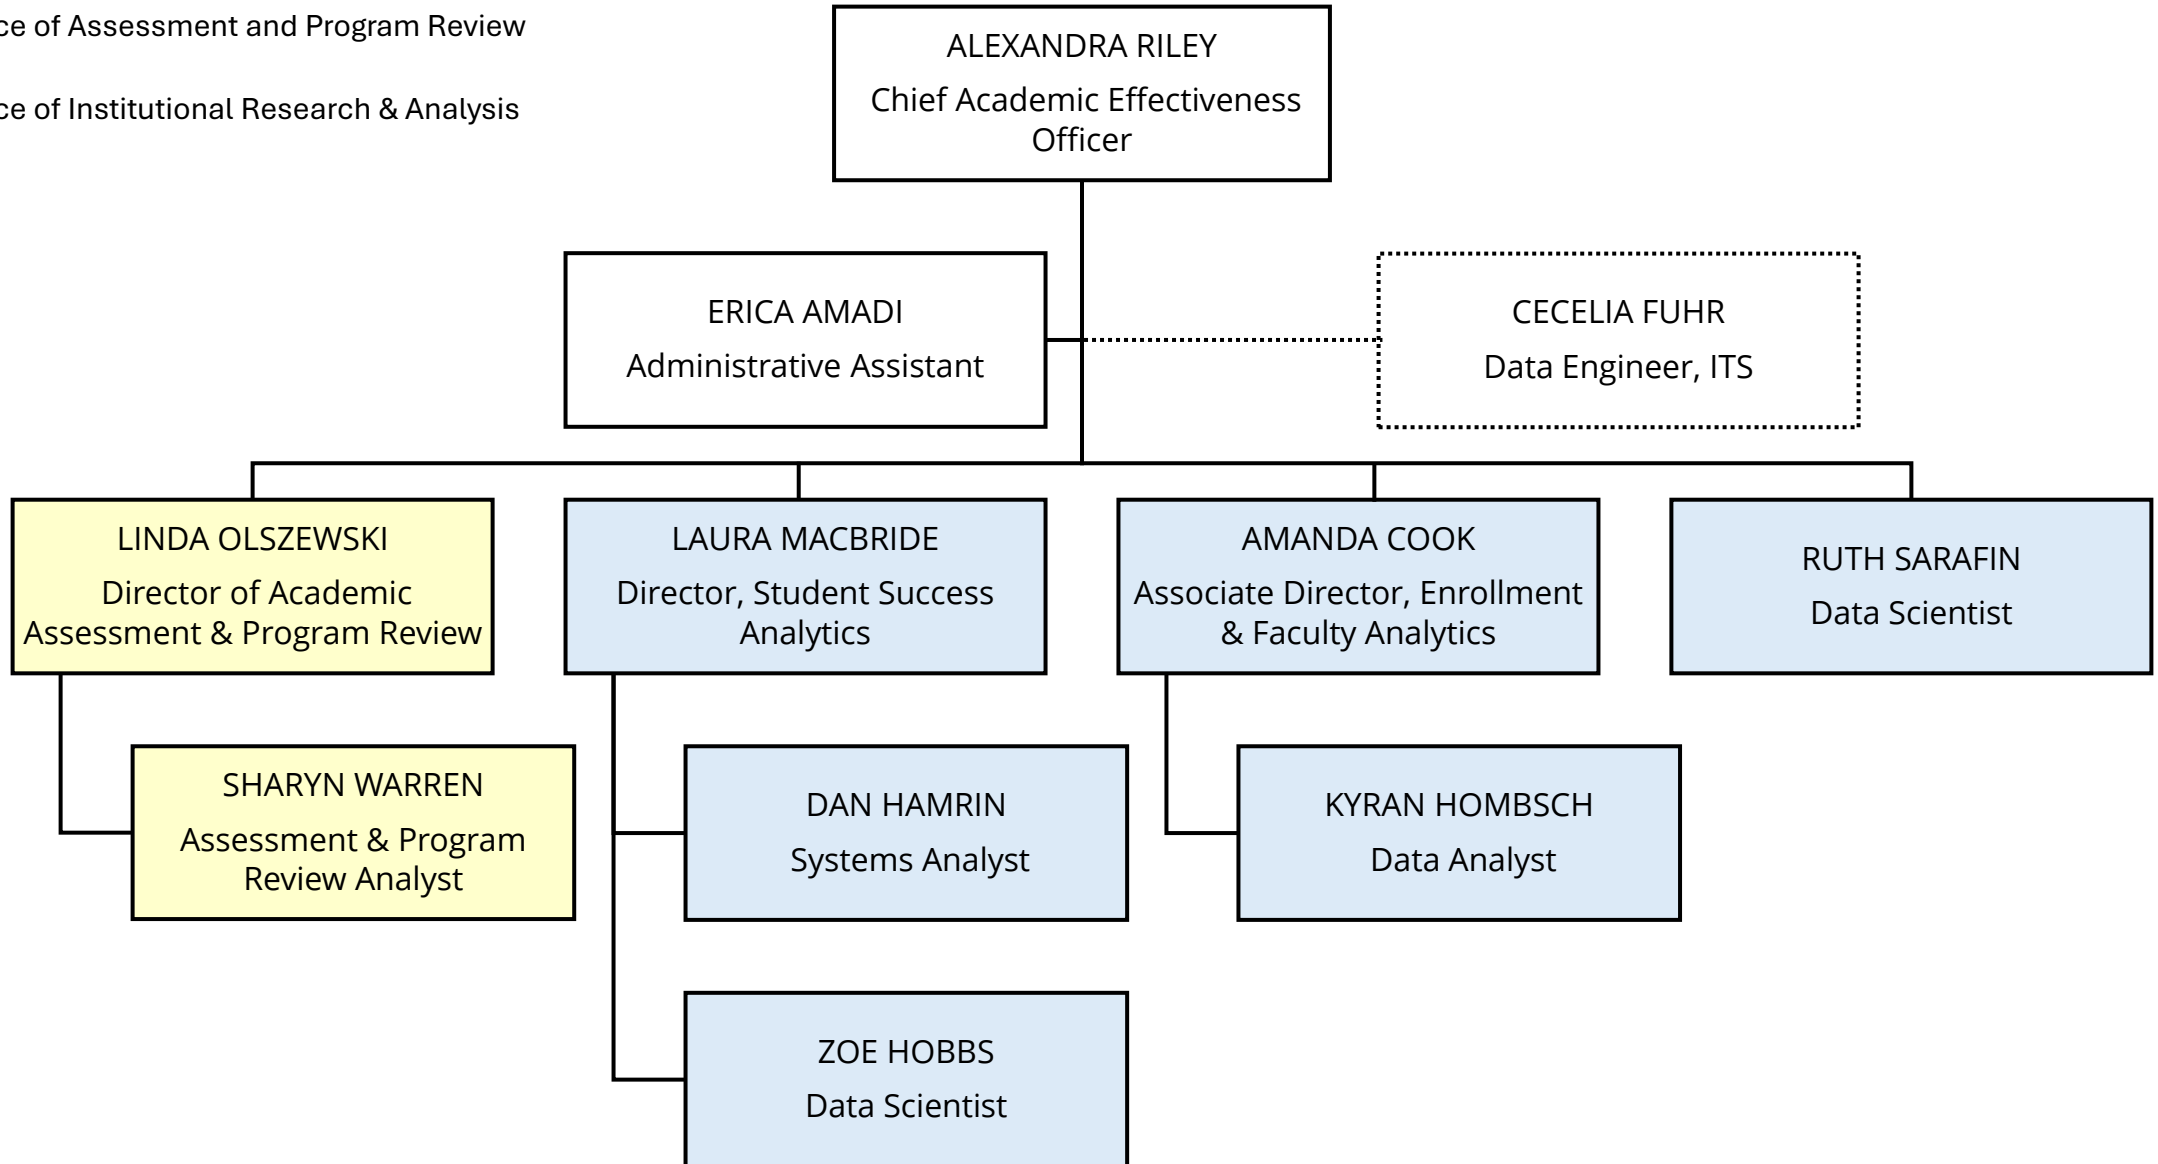 ce of Assessment and Program Review
ce of Institutional Research & Analysis
ALEXANDRA RILEY
Chief Academic Effectiveness
Officer
ERICA AMADI
Administrative Assistant
CECELIA FUHR
Data Engineer, ITS
LINDA OLSZEWSKI
Director of Academic
Assessment & Program Review
LAURA MACBRIDE
Director, Student Success
Analytics
AMANDA COOK
Associate Director, Enrollment
& Faculty Analytics
RUTH SARAFIN
Data Scientist
SHARYN WARREN
Assessment & Program
Review Analyst
DAN HAMRIN
Systems Analyst
KYRAN HOMBSCH
Data Analyst
ZOE HOBBS
Data Scientist